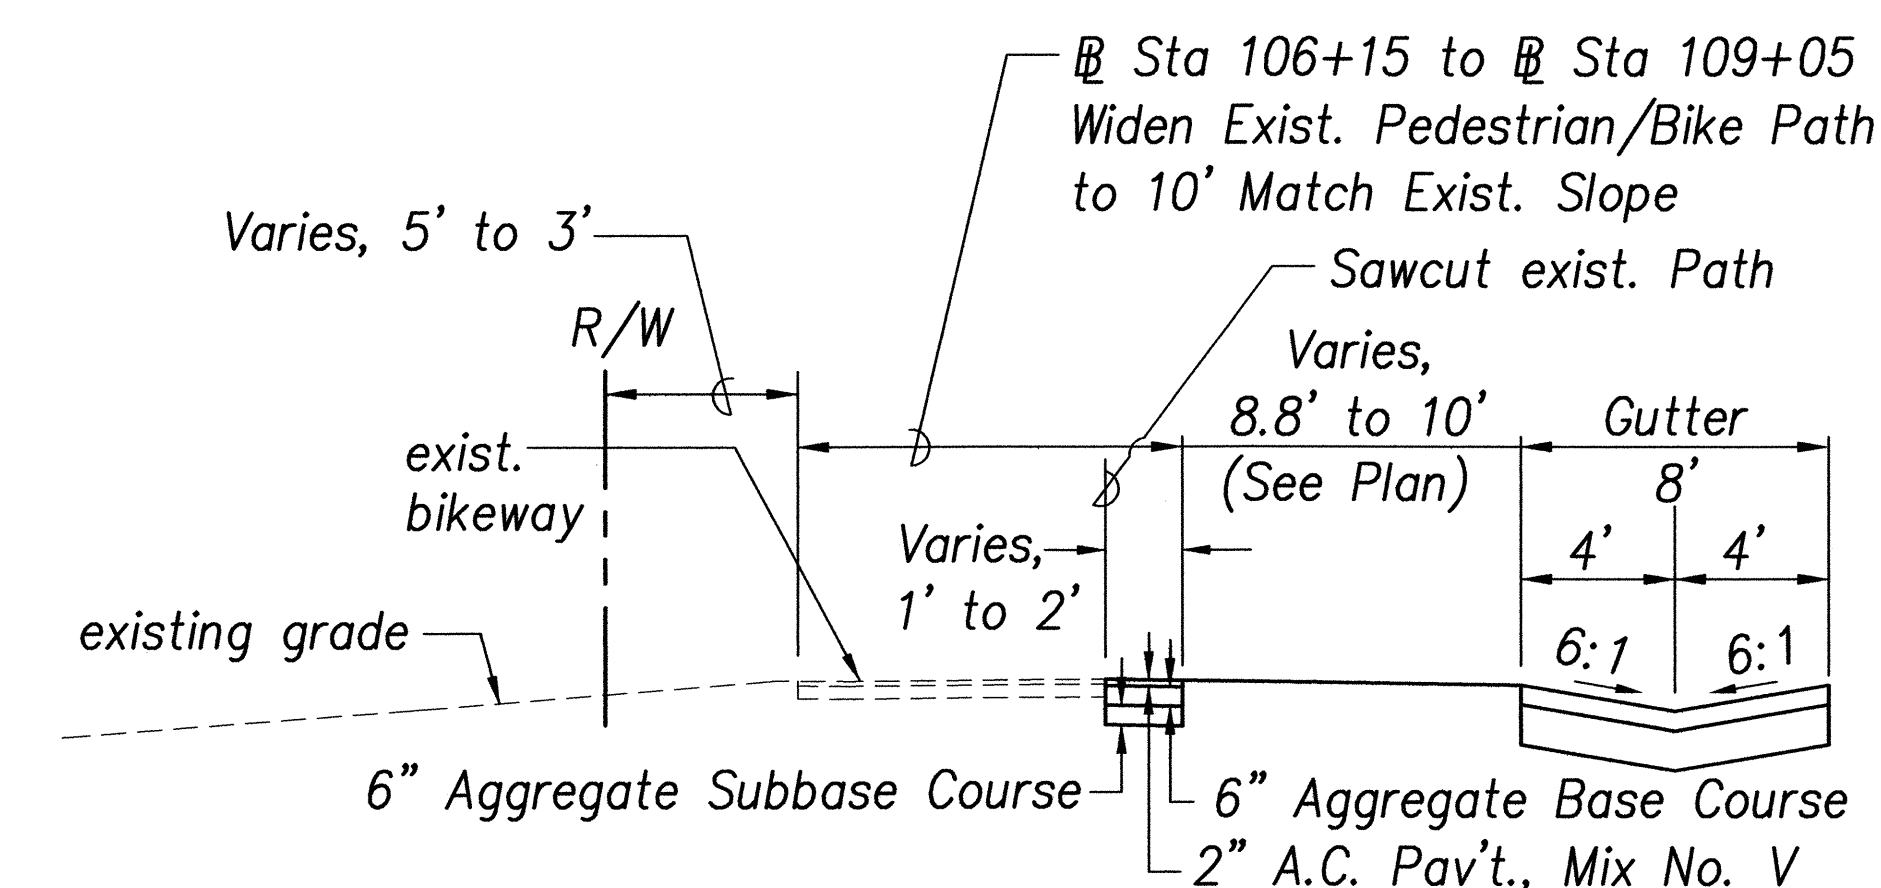 ℄ Sta 106+15 to ℄ Sta 109+05
Widen Exist. Pedestrian/Bike Path
to 10' Match Exist. Slope
Varies, 5' to 3'
Sawcut exist. Path
R/W
Varies,
8.8' to 10'
(See Plan)
Gutter
8'
exist.
bikeway
Varies,
1' to 2'
4'
4'
existing grade
6:1
6:1
6" Aggregate Subbase Course
6" Aggregate Base Course
2" A.C. Pav't., Mix No. V